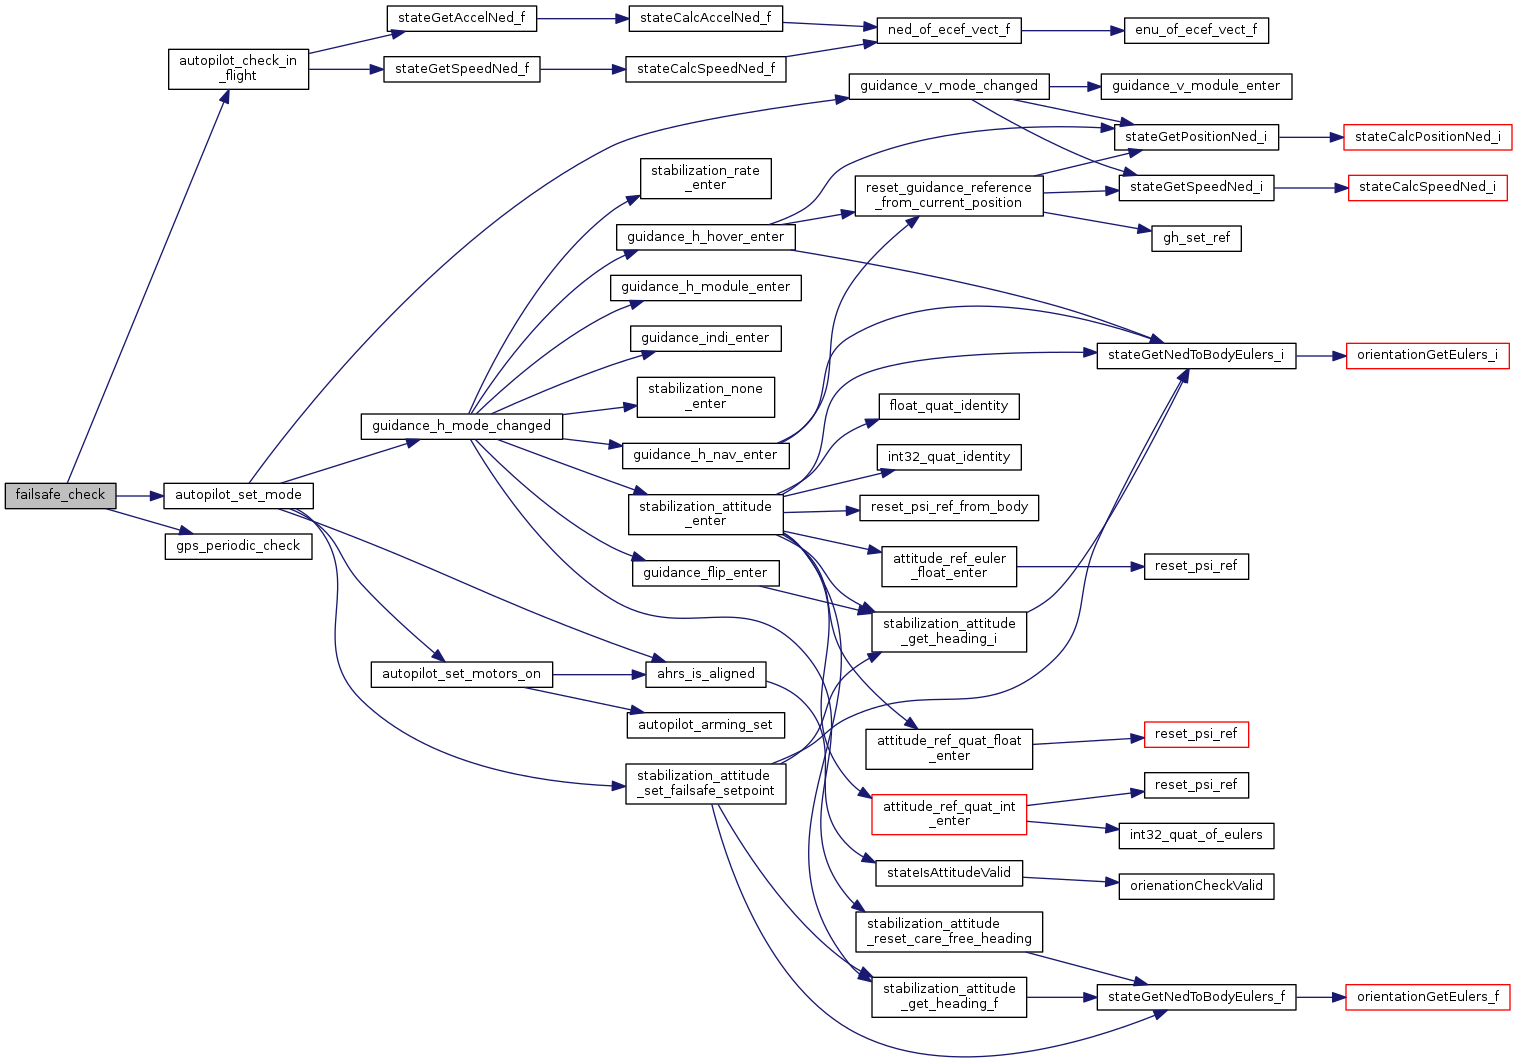 failsafe_check
autopilot_check_in
_flight
autopilot_set_mode
gps_periodic_check
stateGetAccelNed_f
stateGetSpeedNed_f
guidance_h_mode_changed
autopilot_set_motors_on
stateCalcAccelNed_f
stateCalcSpeedNed_f
stabilization_rate
_enter
guidance_h_hover_enter
guidance_h_module_enter
guidance_indi_enter
stabilization_none
_enter
guidance_h_nav_enter
stabilization_attitude
_enter
guidance_flip_enter
ahrs_is_aligned
autopilot_arming_set
stabilization_attitude
_set_failsafe_setpoint
ned_of_ecef_vect_f
guidance_v_mode_changed
reset_guidance_reference
_from_current_position
float_quat_identity
int32_quat_identity
reset_psi_ref_from_body
attitude_ref_euler
_float_enter
stabilization_attitude
_get_heading_i
attitude_ref_quat_float
_enter
attitude_ref_quat_int
_enter
stateIsAttitudeValid
stabilization_attitude
_reset_care_free_heading
stabilization_attitude
_get_heading_f
enu_of_ecef_vect_f
guidance_v_module_enter
stateGetPositionNed_i
stateGetSpeedNed_i
gh_set_ref
stateGetNedToBodyEulers_i
reset_psi_ref
reset_psi_ref
reset_psi_ref
int32_quat_of_eulers
orienationCheckValid
stateGetNedToBodyEulers_f
stateCalcPositionNed_i
stateCalcSpeedNed_i
orientationGetEulers_i
orientationGetEulers_f